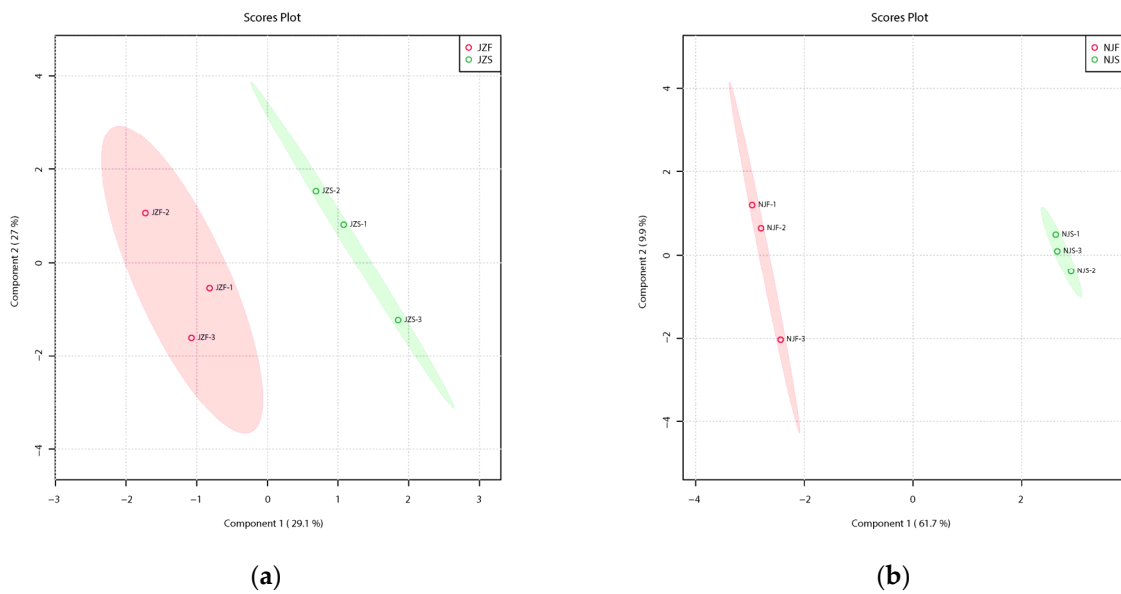 Scores Plot
JZF
JZS
4
2
0
−2
−4
Component 2 ( 27 %)
JZF-2
JZF-1
JZF-3
JZS-2
JZS-1
JZS-3
−3 −2 −1 0 1 2 3
Component 1 ( 29.1 %)
(a)
Scores Plot
NJF
NJS
4
2
0
−2
−4
Component 2 ( 9.9 %)
NJF-1
NJF-2
NJF-3
NJS-1
NJS-3
NJS-2
−4 −2 0 2
Component 1 ( 61.7 %)
(b)